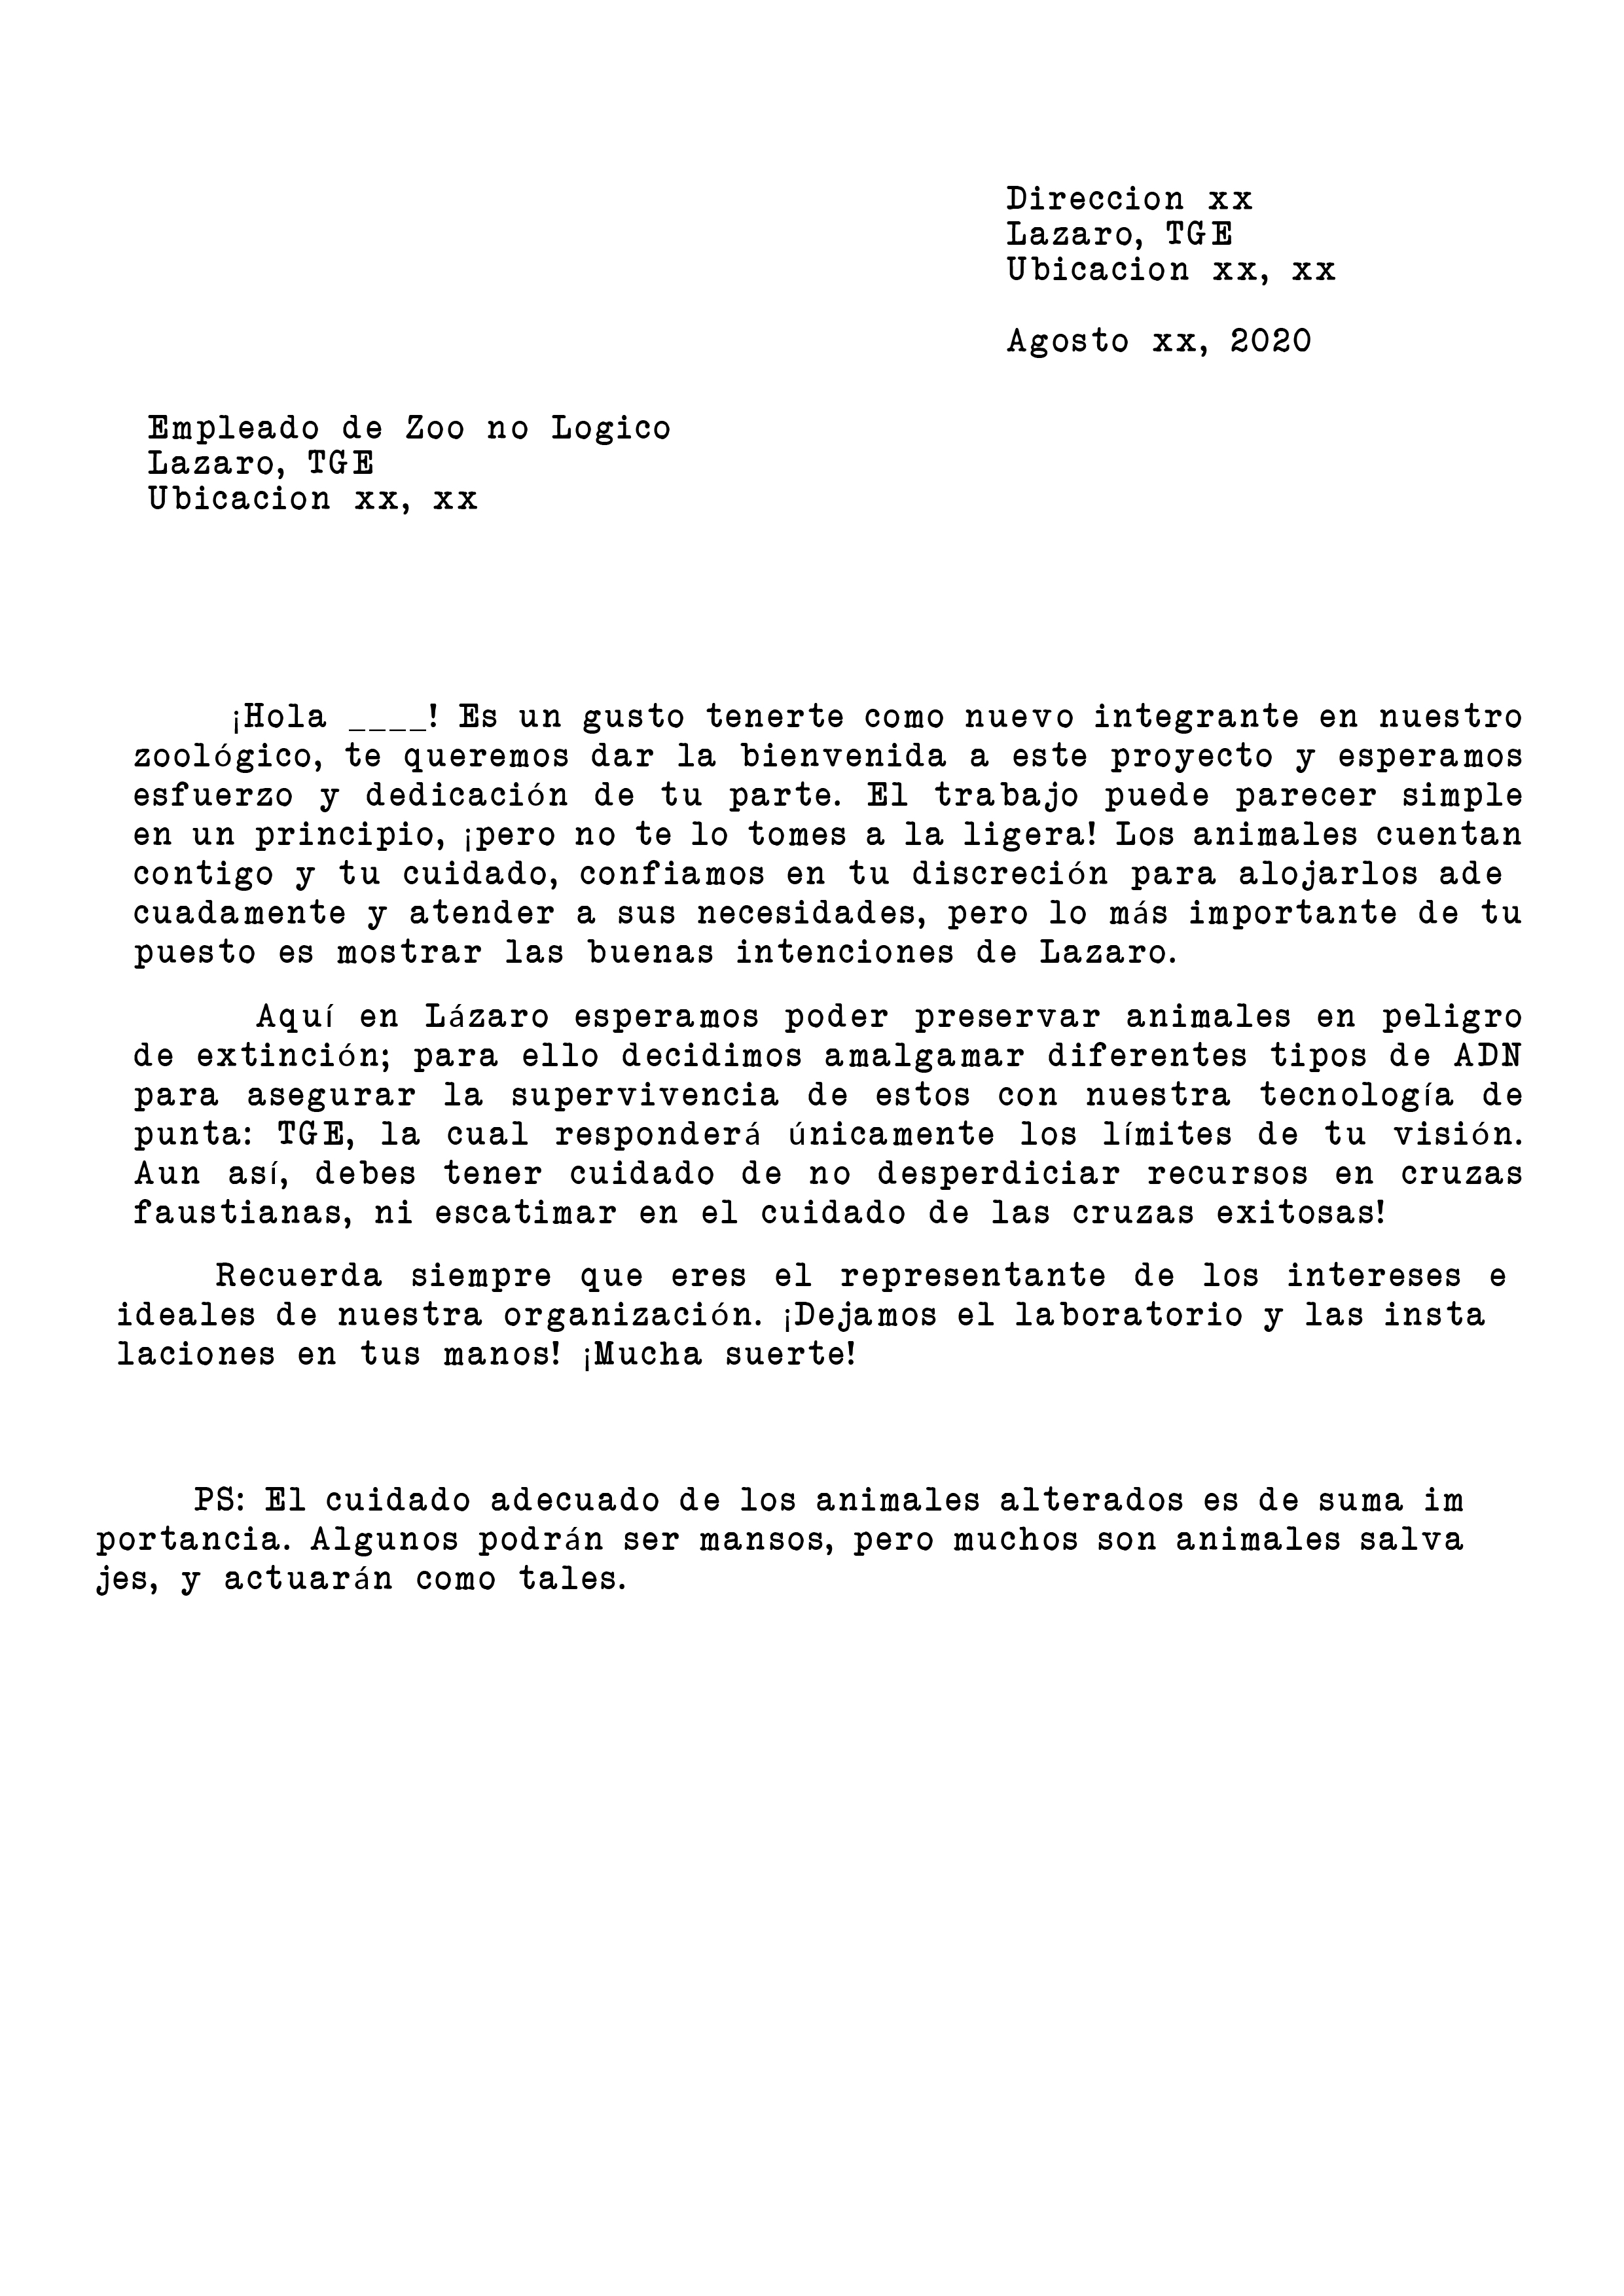 Direccion xx
Lazaro, TGE
Ubicacion xx, xx
Agosto xx, 2020
Empleado de Zoo no Logico
Lazaro, TGE
Ubicacion xx, xx
¡Hola ____! Es un gusto tenerte como nuevo integrante en nuestro
zoológico, te queremos dar la bienvenida a este proyecto y esperamos
esfuerzo y dedicación de tu parte. El trabajo puede parecer simple
en un principio, ¡pero no te lo tomes a la ligera! Los animales cuentan
contigo y tu cuidado, confiamos en tu discreción para alojarlos ade
cuadamente y atender a sus necesidades, pero lo más importante de tu
puesto es mostrar las buenas intenciones de Lazaro.
Aquí en Lázaro esperamos poder preservar animales en peligro
de extinción; para ello decidimos amalgamar diferentes tipos de ADN
para asegurar la supervivencia de estos con nuestra tecnología de
punta: TGE, la cual responderá únicamente los límites de tu visión.
Aun así, debes tener cuidado de no desperdiciar recursos en cruzas
faustianas, ni escatimar en el cuidado de las cruzas exitosas!
Recuerda siempre que eres el representante de los intereses e
ideales de nuestra organización. ¡Dejamos el laboratorio y las insta
laciones en tus manos! ¡Mucha suerte!
PS: El cuidado adecuado de los animales alterados es de suma im
portancia. Algunos podrán ser mansos, pero muchos son animales salva
jes, y actuarán como tales.